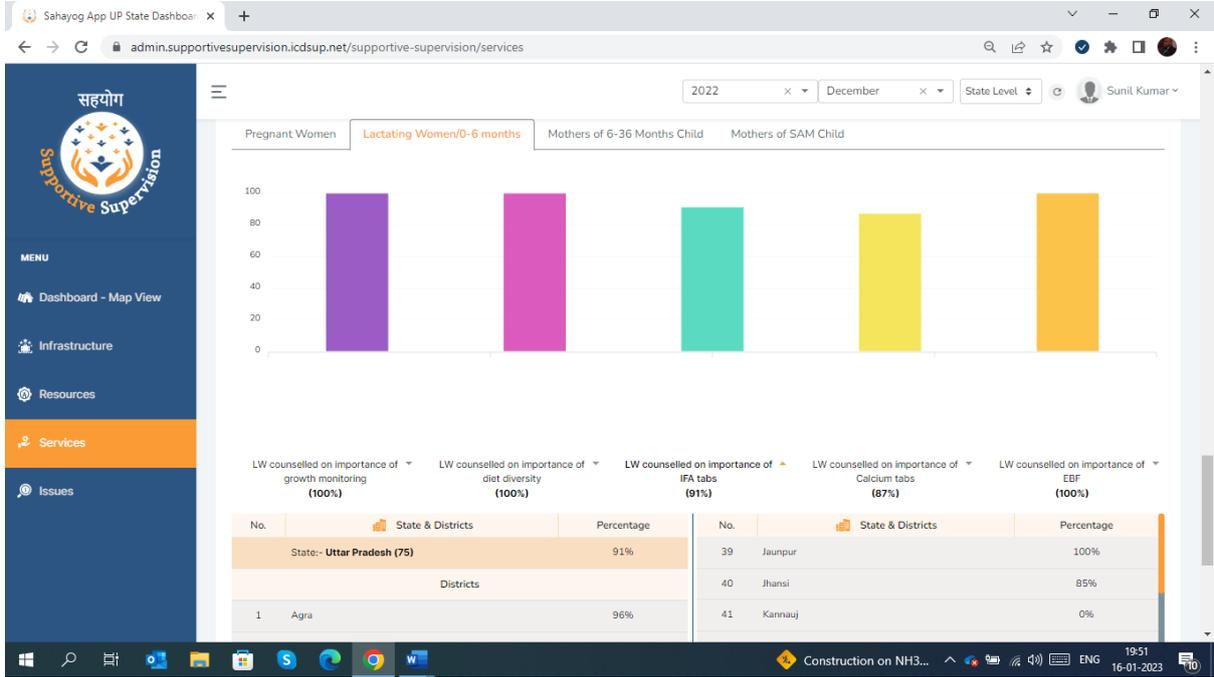 Sahayog App UP State Dashboar
admin.supportivesupervision.icdsup.net/supportive-supervision/services
सहयोग
Supportive Supervision
2022
December
State Level
Sunil Kumar
Pregnant Women
Lactating Women/0-6 months
Mothers of 6-36 Months Child
Mothers of SAM Child
100
80
60
40
20
0
MENU
Dashboard - Map View
Infrastructure
Resources
Services
Issues
LW counselled on importance of
growth monitoring
(100%)
LW counselled on importance of
diet diversity
(100%)
LW counselled on importance of
IFA tabs
(91%)
LW counselled on importance of
Calcium tabs
(87%)
LW counselled on importance of
EBF
(100%)
No. State & Districts Percentage
State:- Uttar Pradesh (75) 91%
Districts
1 Agra 96%
No. State & Districts Percentage
39 Jaunpur 100%
40 Jhansi 85%
41 Kannauj 0%
Construction on NH3...
ENG
19:51
16-01-2023
10